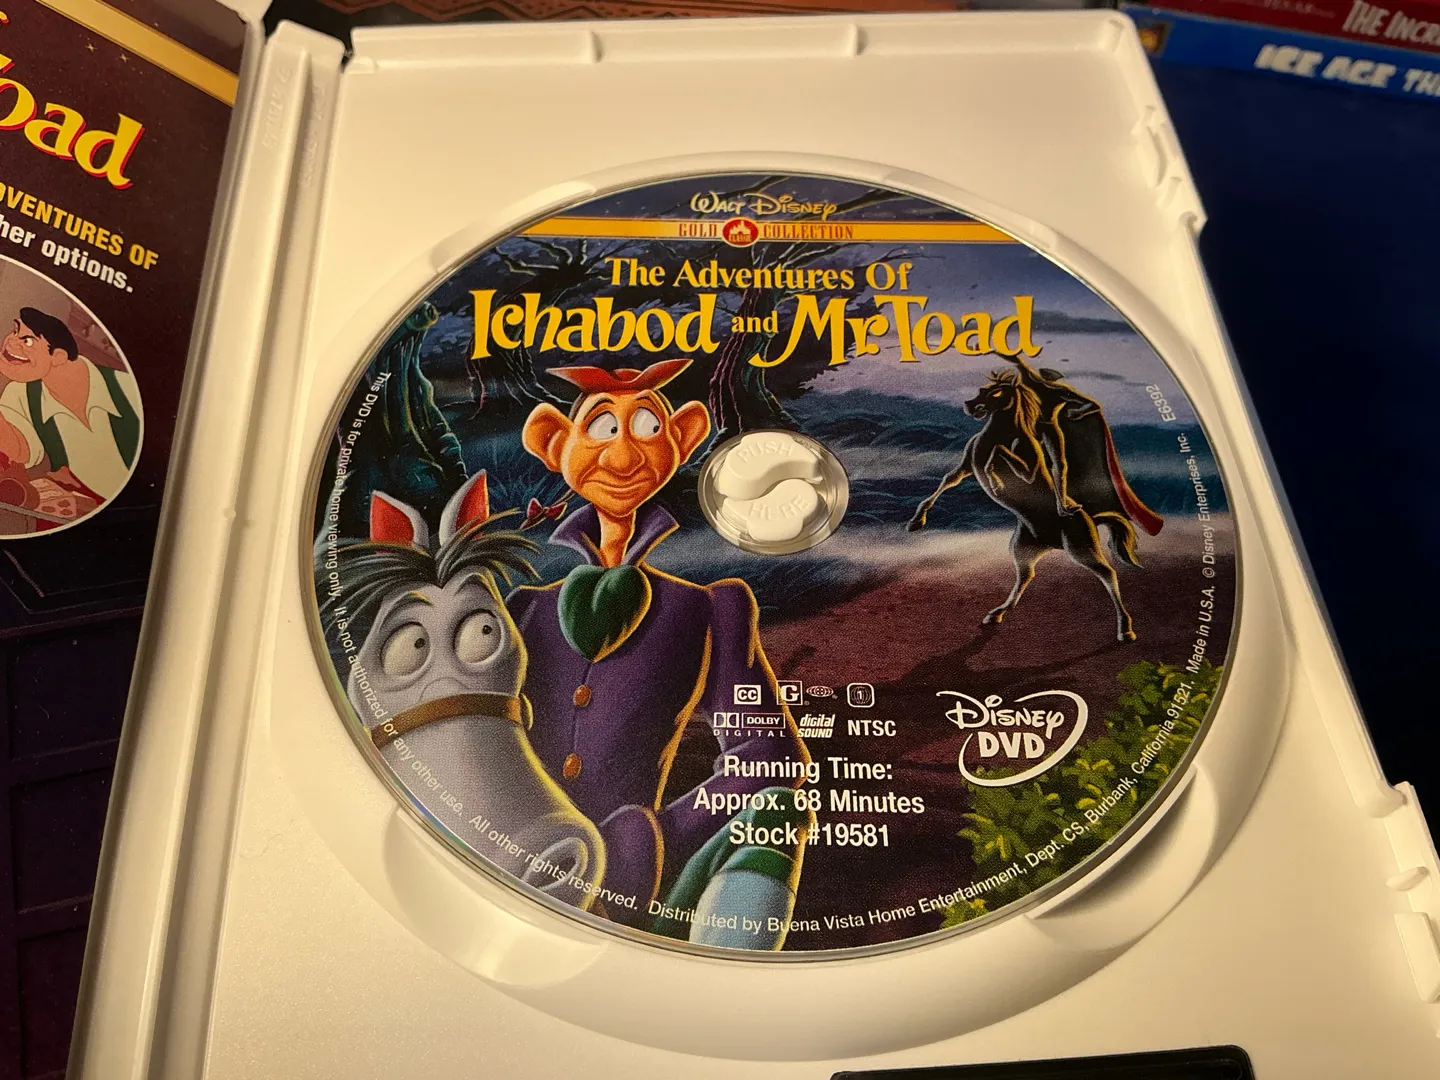 oad
DVENTURES OF
her options.
THE INCR
ICE AGE THE
WALT DISNEY
GOLD CLASSIC COLLECTION
The Adventures Of
Ichabod and Mr. Toad
PUSH
HERE
CC G
DOLBY
DIGITAL
digital
SOUND
NTSC
DISNEY
DVD
Running Time:
Approx. 68 Minutes
Stock #19581
This DVD is for private home viewing only. It is not authorized for any other use. All other rights reserved. Distributed by Buena Vista Home Entertainment, Dept. CS, Burbank, California 91521. Made in U.S.A. © Disney Enterprises, Inc. E6392